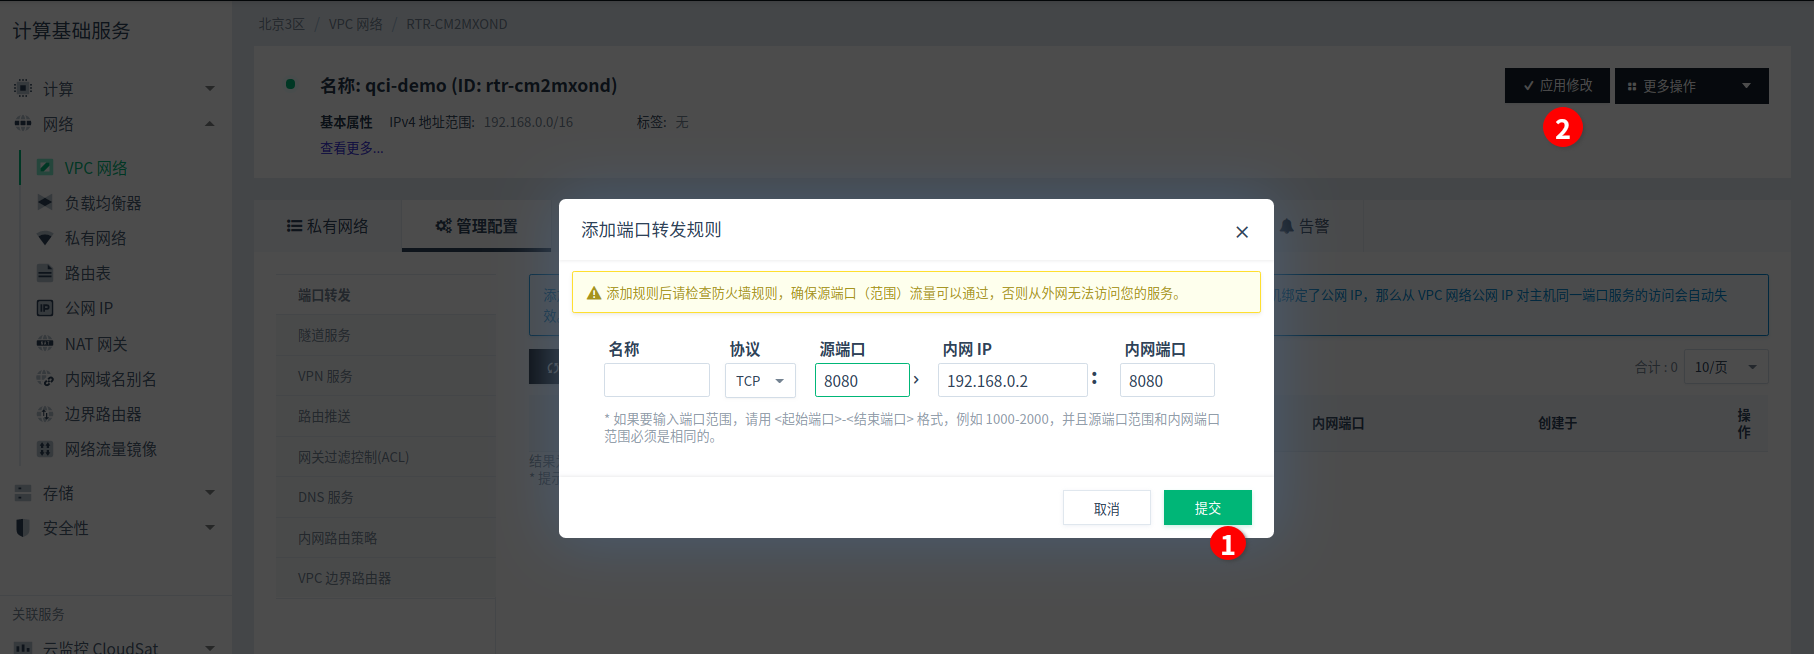 计算基础服务
计算
网络
VPC 网络
负载均衡器
私有网络
路由表
公网 IP
NAT 网关
内网域名别名
边界路由器
网络流量镜像
存储
安全性
关联服务
云监控 CloudSat
北京3区 / VPC 网络 / RTR-CM2MXOND
名称: qci-demo (ID: rtr-cm2mxond)
基本属性 IPv4 地址范围: 192.168.0.0/16 标签: 无
查看更多...
应用修改
更多操作
2
私有网络
管理配置
告警
端口转发
隧道服务
VPN 服务
路由推送
网关过滤控制(ACL)
DNS 服务
内网路由策略
VPC 边界路由器
添
绑定了公网 IP，那么从 VPC 网络公网 IP 对主机同一端口服务的访问会自动失
效
合计 : 0
10/页
内网端口
创建于
操
作
结果
* 提示
添加端口转发规则
添加规则后请检查防火墙规则，确保源端口（范围）流量可以通过，否则从外网无法访问您的服务。
名称 协议 源端口 内网 IP 内网端口
TCP 8080 › 192.168.0.2 : 8080
* 如果要输入端口范围，请用 <起始端口>-<结束端口> 格式，例如 1000-2000，并且源端口范围和内网端口
范围必须是相同的。
取消
提交
1